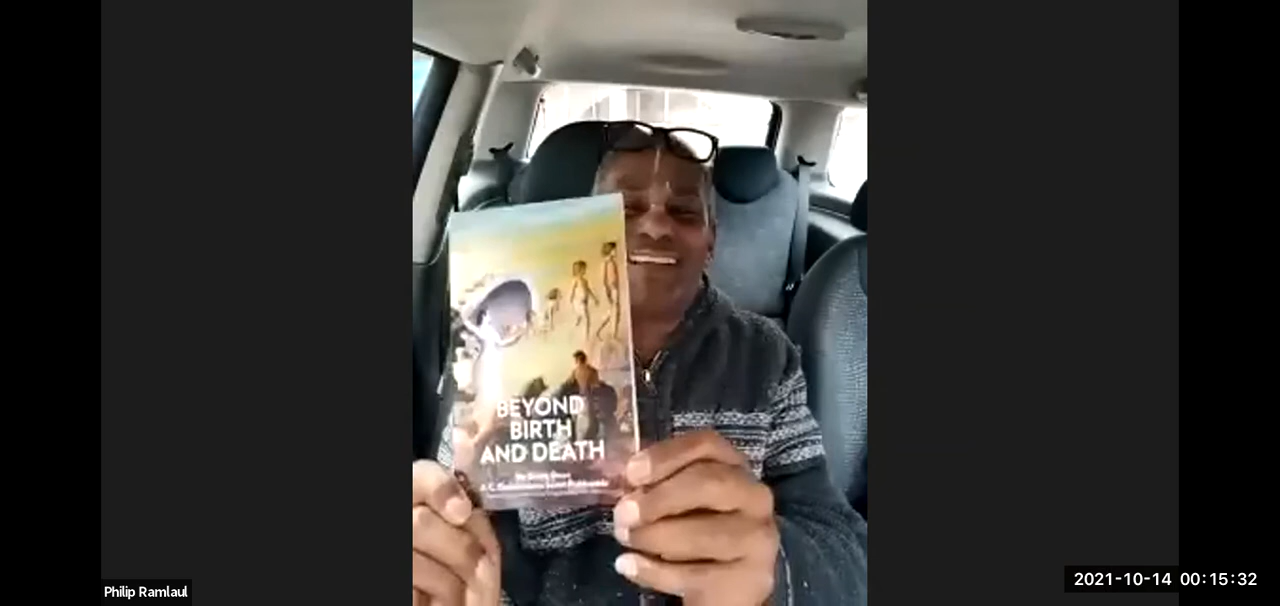 BEYOND
BIRTH
AND DEATH
Philip Ramlaul
2021-10-14 00:15:32